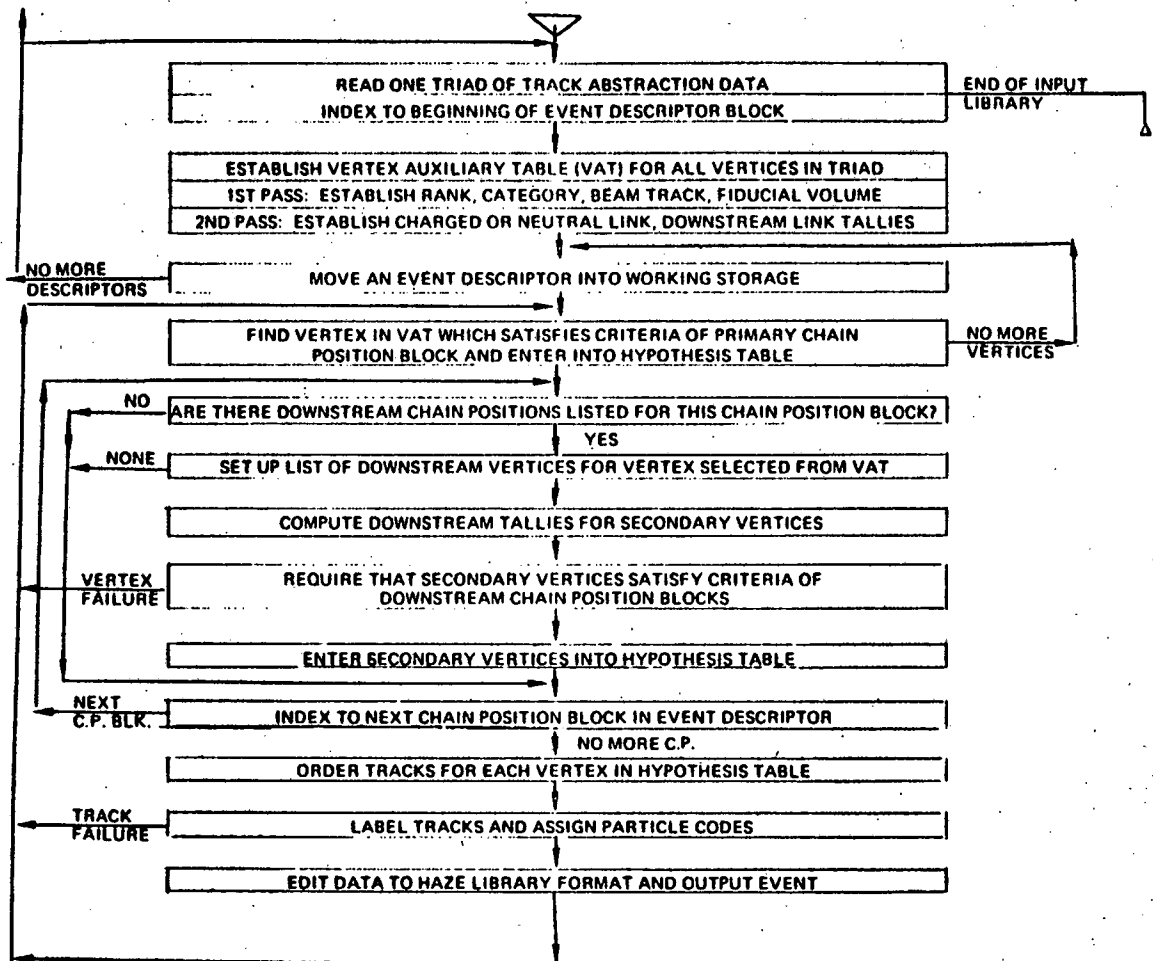 READ ONE TRIAD OF TRACK ABSTRACTION DATA
END OF INPUT
LIBRARY
INDEX TO BEGINNING OF EVENT DESCRIPTOR BLOCK
ESTABLISH VERTEX AUXILIARY TABLE (VAT) FOR ALL VERTICES IN TRIAD
1ST PASS: ESTABLISH RANK, CATEGORY, BEAM TRACK, FIDUCIAL VOLUME
2ND PASS: ESTABLISH CHARGED OR NEUTRAL LINK, DOWNSTREAM LINK TALLIES
NO MORE
DESCRIPTORS
MOVE AN EVENT DESCRIPTOR INTO WORKING STORAGE
FIND VERTEX IN VAT WHICH SATISFIES CRITERIA OF PRIMARY CHAIN
POSITION BLOCK AND ENTER INTO HYPOTHESIS TABLE
NO MORE
VERTICES
NO
ARE THERE DOWNSTREAM CHAIN POSITIONS LISTED FOR THIS CHAIN POSITION BLOCK?
YES
NONE
SET UP LIST OF DOWNSTREAM VERTICES FOR VERTEX SELECTED FROM VAT
COMPUTE DOWNSTREAM TALLIES FOR SECONDARY VERTICES
VERTEX
FAILURE
REQUIRE THAT SECONDARY VERTICES SATISFY CRITERIA OF
DOWNSTREAM CHAIN POSITION BLOCKS
ENTER SECONDARY VERTICES INTO HYPOTHESIS TABLE
NEXT
C.P. BLK.
INDEX TO NEXT CHAIN POSITION BLOCK IN EVENT DESCRIPTOR
NO MORE C.P.
ORDER TRACKS FOR EACH VERTEX IN HYPOTHESIS TABLE
TRACK
FAILURE
LABEL TRACKS AND ASSIGN PARTICLE CODES
EDIT DATA TO HAZE LIBRARY FORMAT AND OUTPUT EVENT